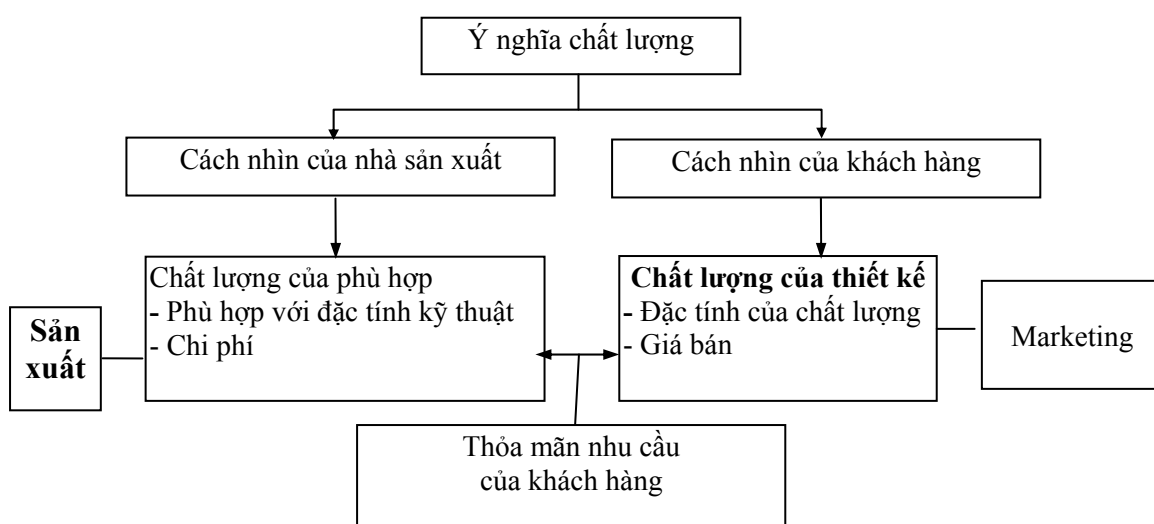 Ý nghĩa chất lượng
Cách nhìn của nhà sản xuất
Cách nhìn của khách hàng
Chất lượng của phù hợp
- Phù hợp với đặc tính kỹ thuật
- Chi phí
Chất lượng của thiết kế
- Đặc tính của chất lượng
- Giá bán
Sản
xuất
Marketing
Thỏa mãn nhu cầu
của khách hàng